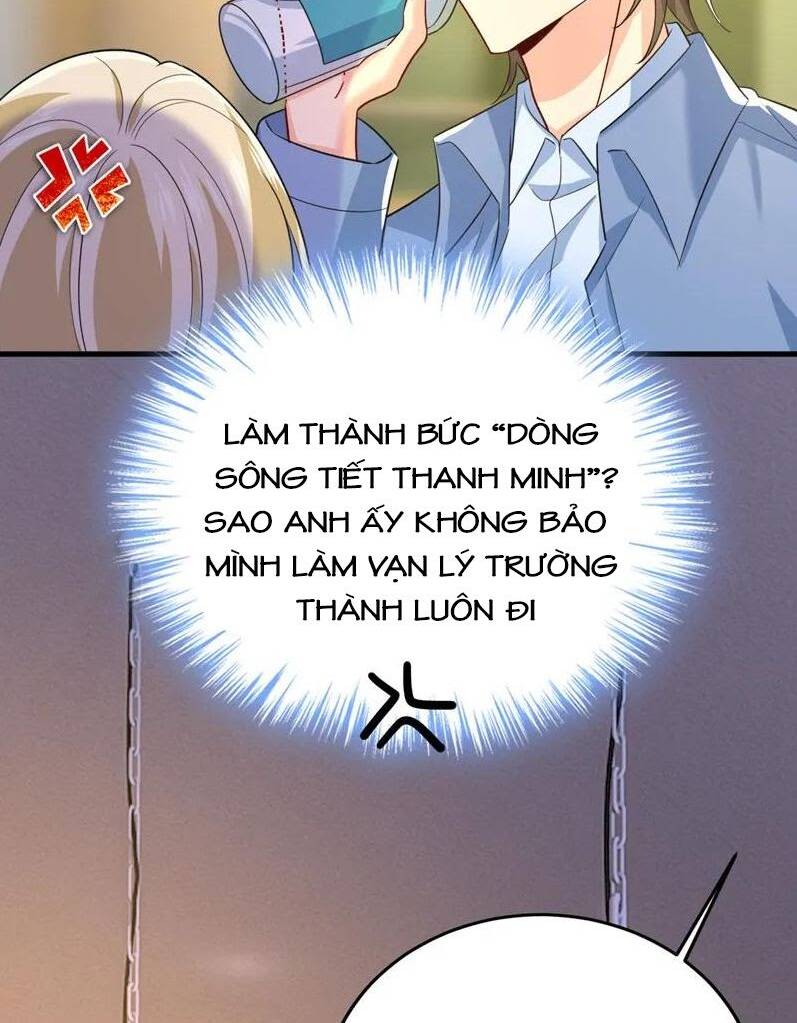 LÀM THÀNH BỨC “DÒNG
SÔNG TIẾT THANH MINH”?
SAO ANH ẤY KHÔNG BẢO
MÌNH LÀM VẠN LÝ TRƯỜNG
THÀNH LUÔN ĐI